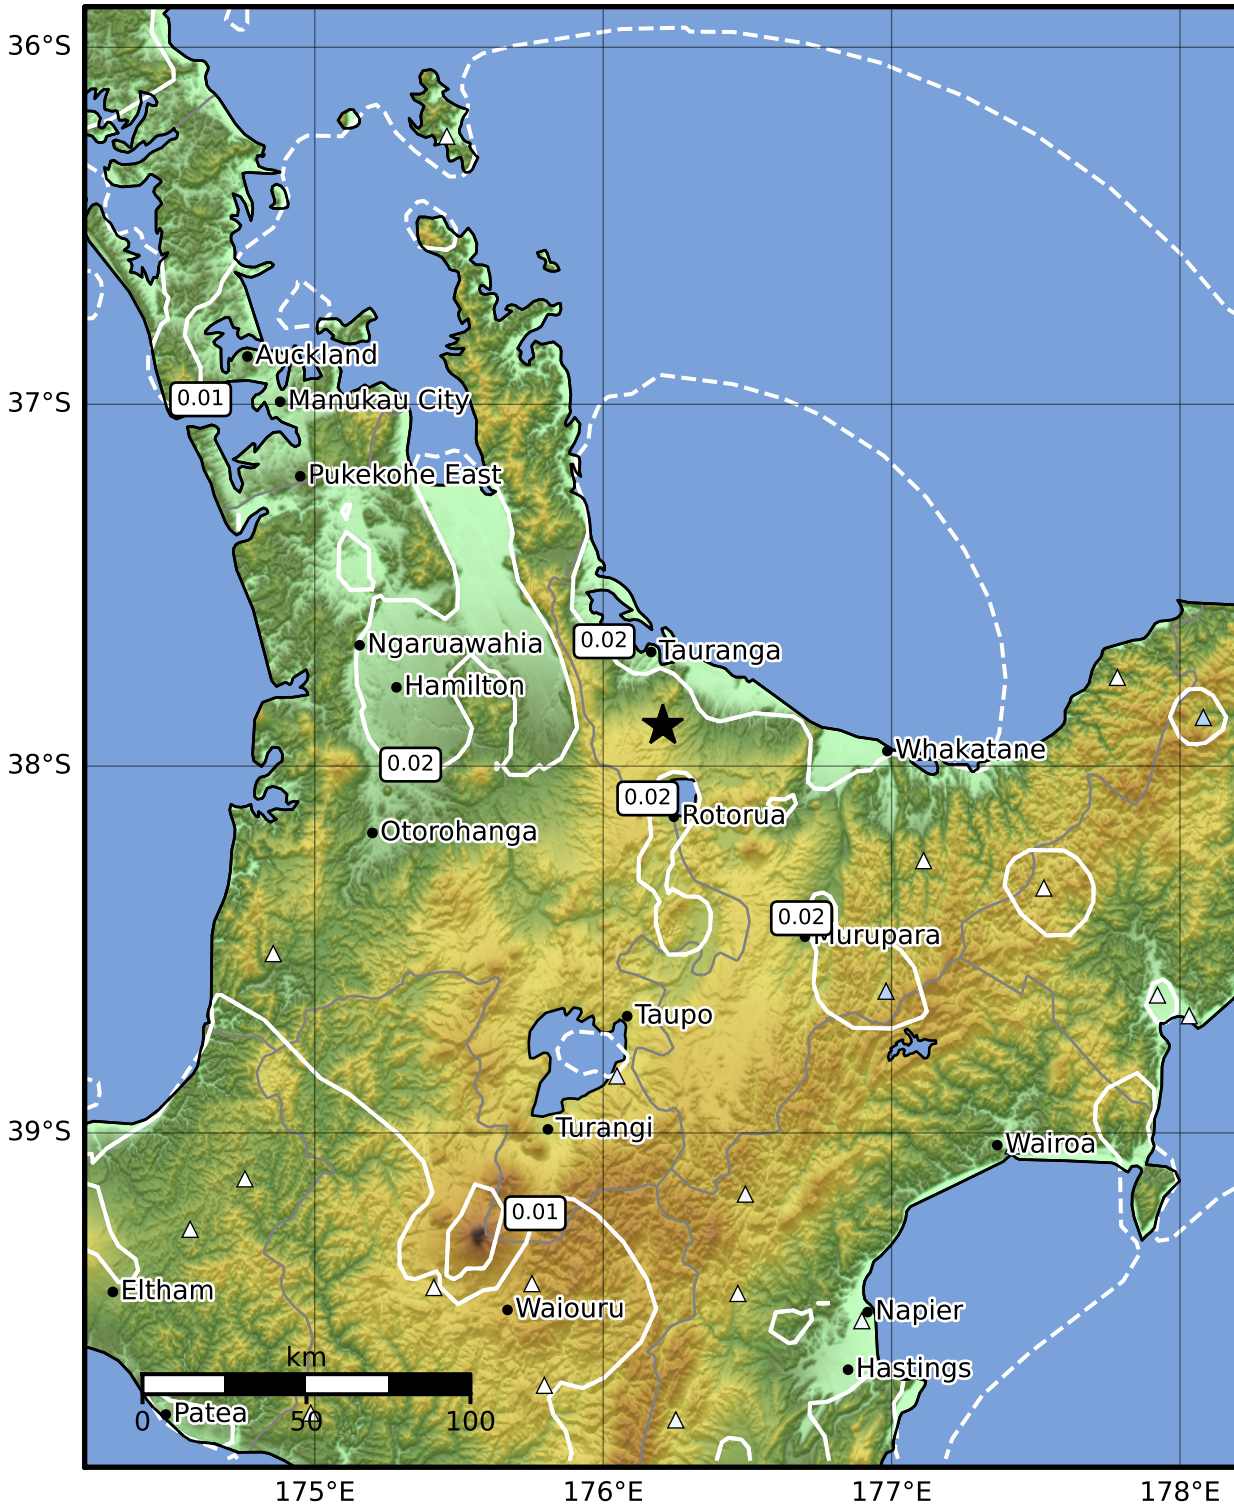 36°S
Auckland
0.01
Manukau City
37°S
Pukekohe East
0.02
Ngaruawahia
Tauranga
Hamilton
Whakatane
0.02
38°S
0.02
Rotorua
Otorohanga
0.02
Murupara
Taupo
Turangi
39°S
Wairoa
0.01
Eltham
Waiouru
Napier
km
Hastings
Patea
0 50 100
175°E 176°E 177°E 178°E